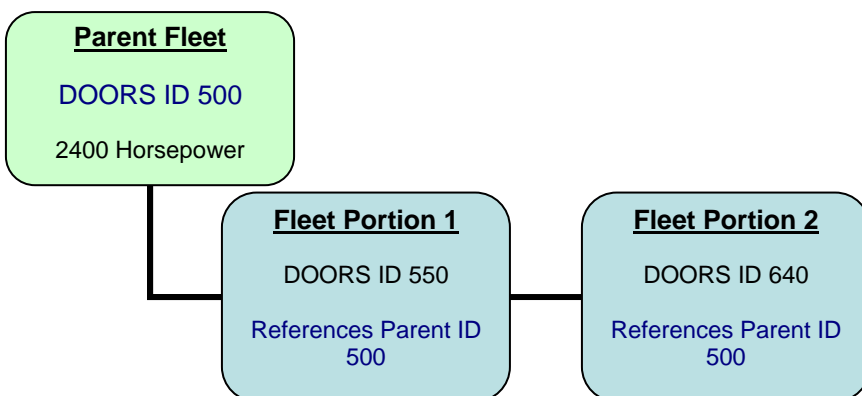 Parent Fleet
DOORS ID 500
2400 Horsepower
Fleet Portion 1
DOORS ID 550
References Parent ID
500
Fleet Portion 2
DOORS ID 640
References Parent ID
500